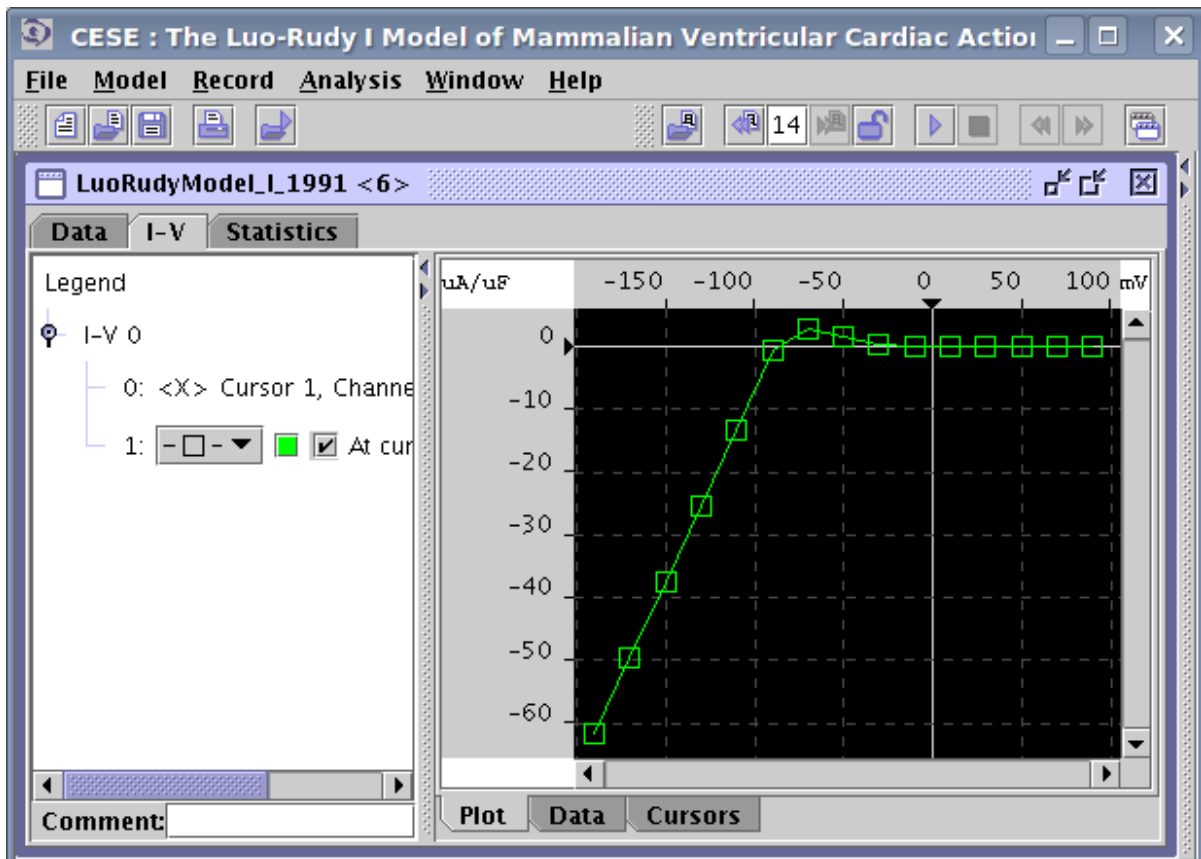 CESE : The Luo-Rudy I Model of Mammalian Ventricular Cardiac Action
File Model Record Analysis Window Help
14
LuoRudyModel_I_1991 <6>
Data I-V Statistics
Legend
I-V 0
0: <X> Cursor 1, Channe
1: At cur
Comment:
uA/uF -150 -100 -50 0 50 100 mV
0
-10
-20
-30
-40
-50
-60
Plot Data Cursors